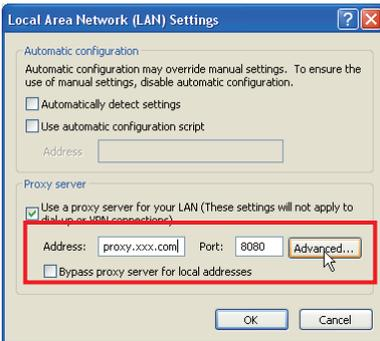 Local Area Network (LAN) Settings
Automatic configuration
Automatic configuration may override manual settings. To ensure the
use of manual settings, disable automatic configuration.
Automatically detect settings
Use automatic configuration script
Address
Proxy server
Use a proxy server for your LAN (These settings will not apply to
dial-up or VPN connections)
Address: proxy.xxx.com Port: 8080 Advanced...
Bypass proxy server for local addresses
OK Cancel